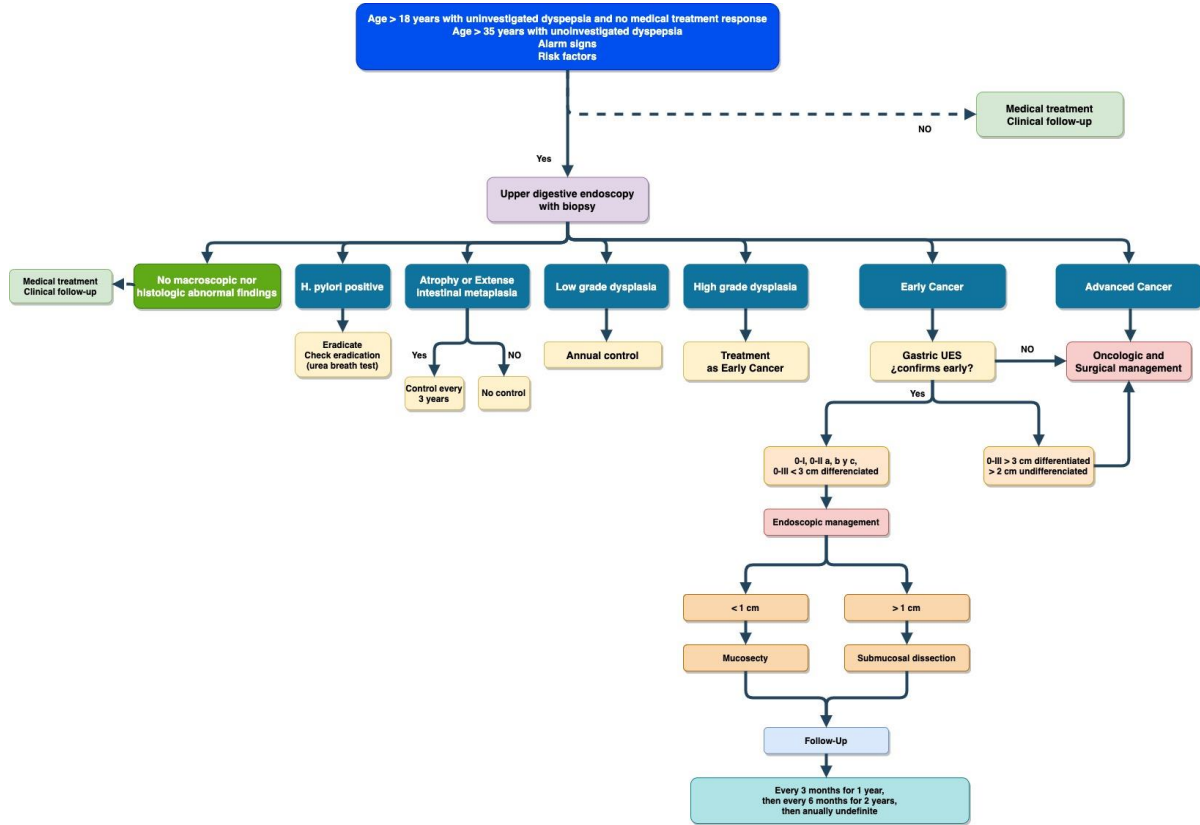 Age > 18 years with uninvestigated dyspepsia and no medical treatment response
Age > 35 years with unoinvestigated dyspepsia
Alarm signs
Risk factors
Medical treatment
Clinical follow-up
NO
Yes
Upper digestive endoscopy
with biopsy
Medical treatment
Clinical follow-up
No macroscopic nor
histologic abnormal findings
H. pylori positive
Atrophy or Extense
intestinal metaplasia
Low grade dysplasia
High grade dysplasia
Early Cancer
Advanced Cancer
Eradicate
Check eradication
(urea breath test)
Yes
NO
Control every
3 years
No control
Annual control
Treatment
as Early Cancer
Gastric UES
¿confirms early?
NO
Oncologic and
Surgical management
Yes
0-I, 0-II a, b y c,
0-III < 3 cm differenciated
0-III > 3 cm differentiated
> 2 cm undifferenciated
Endoscopic management
< 1 cm
> 1 cm
Mucosecty
Submucosal dissection
Follow-Up
Every 3 months for 1 year,
then every 6 months for 2 years,
then anually undefinite